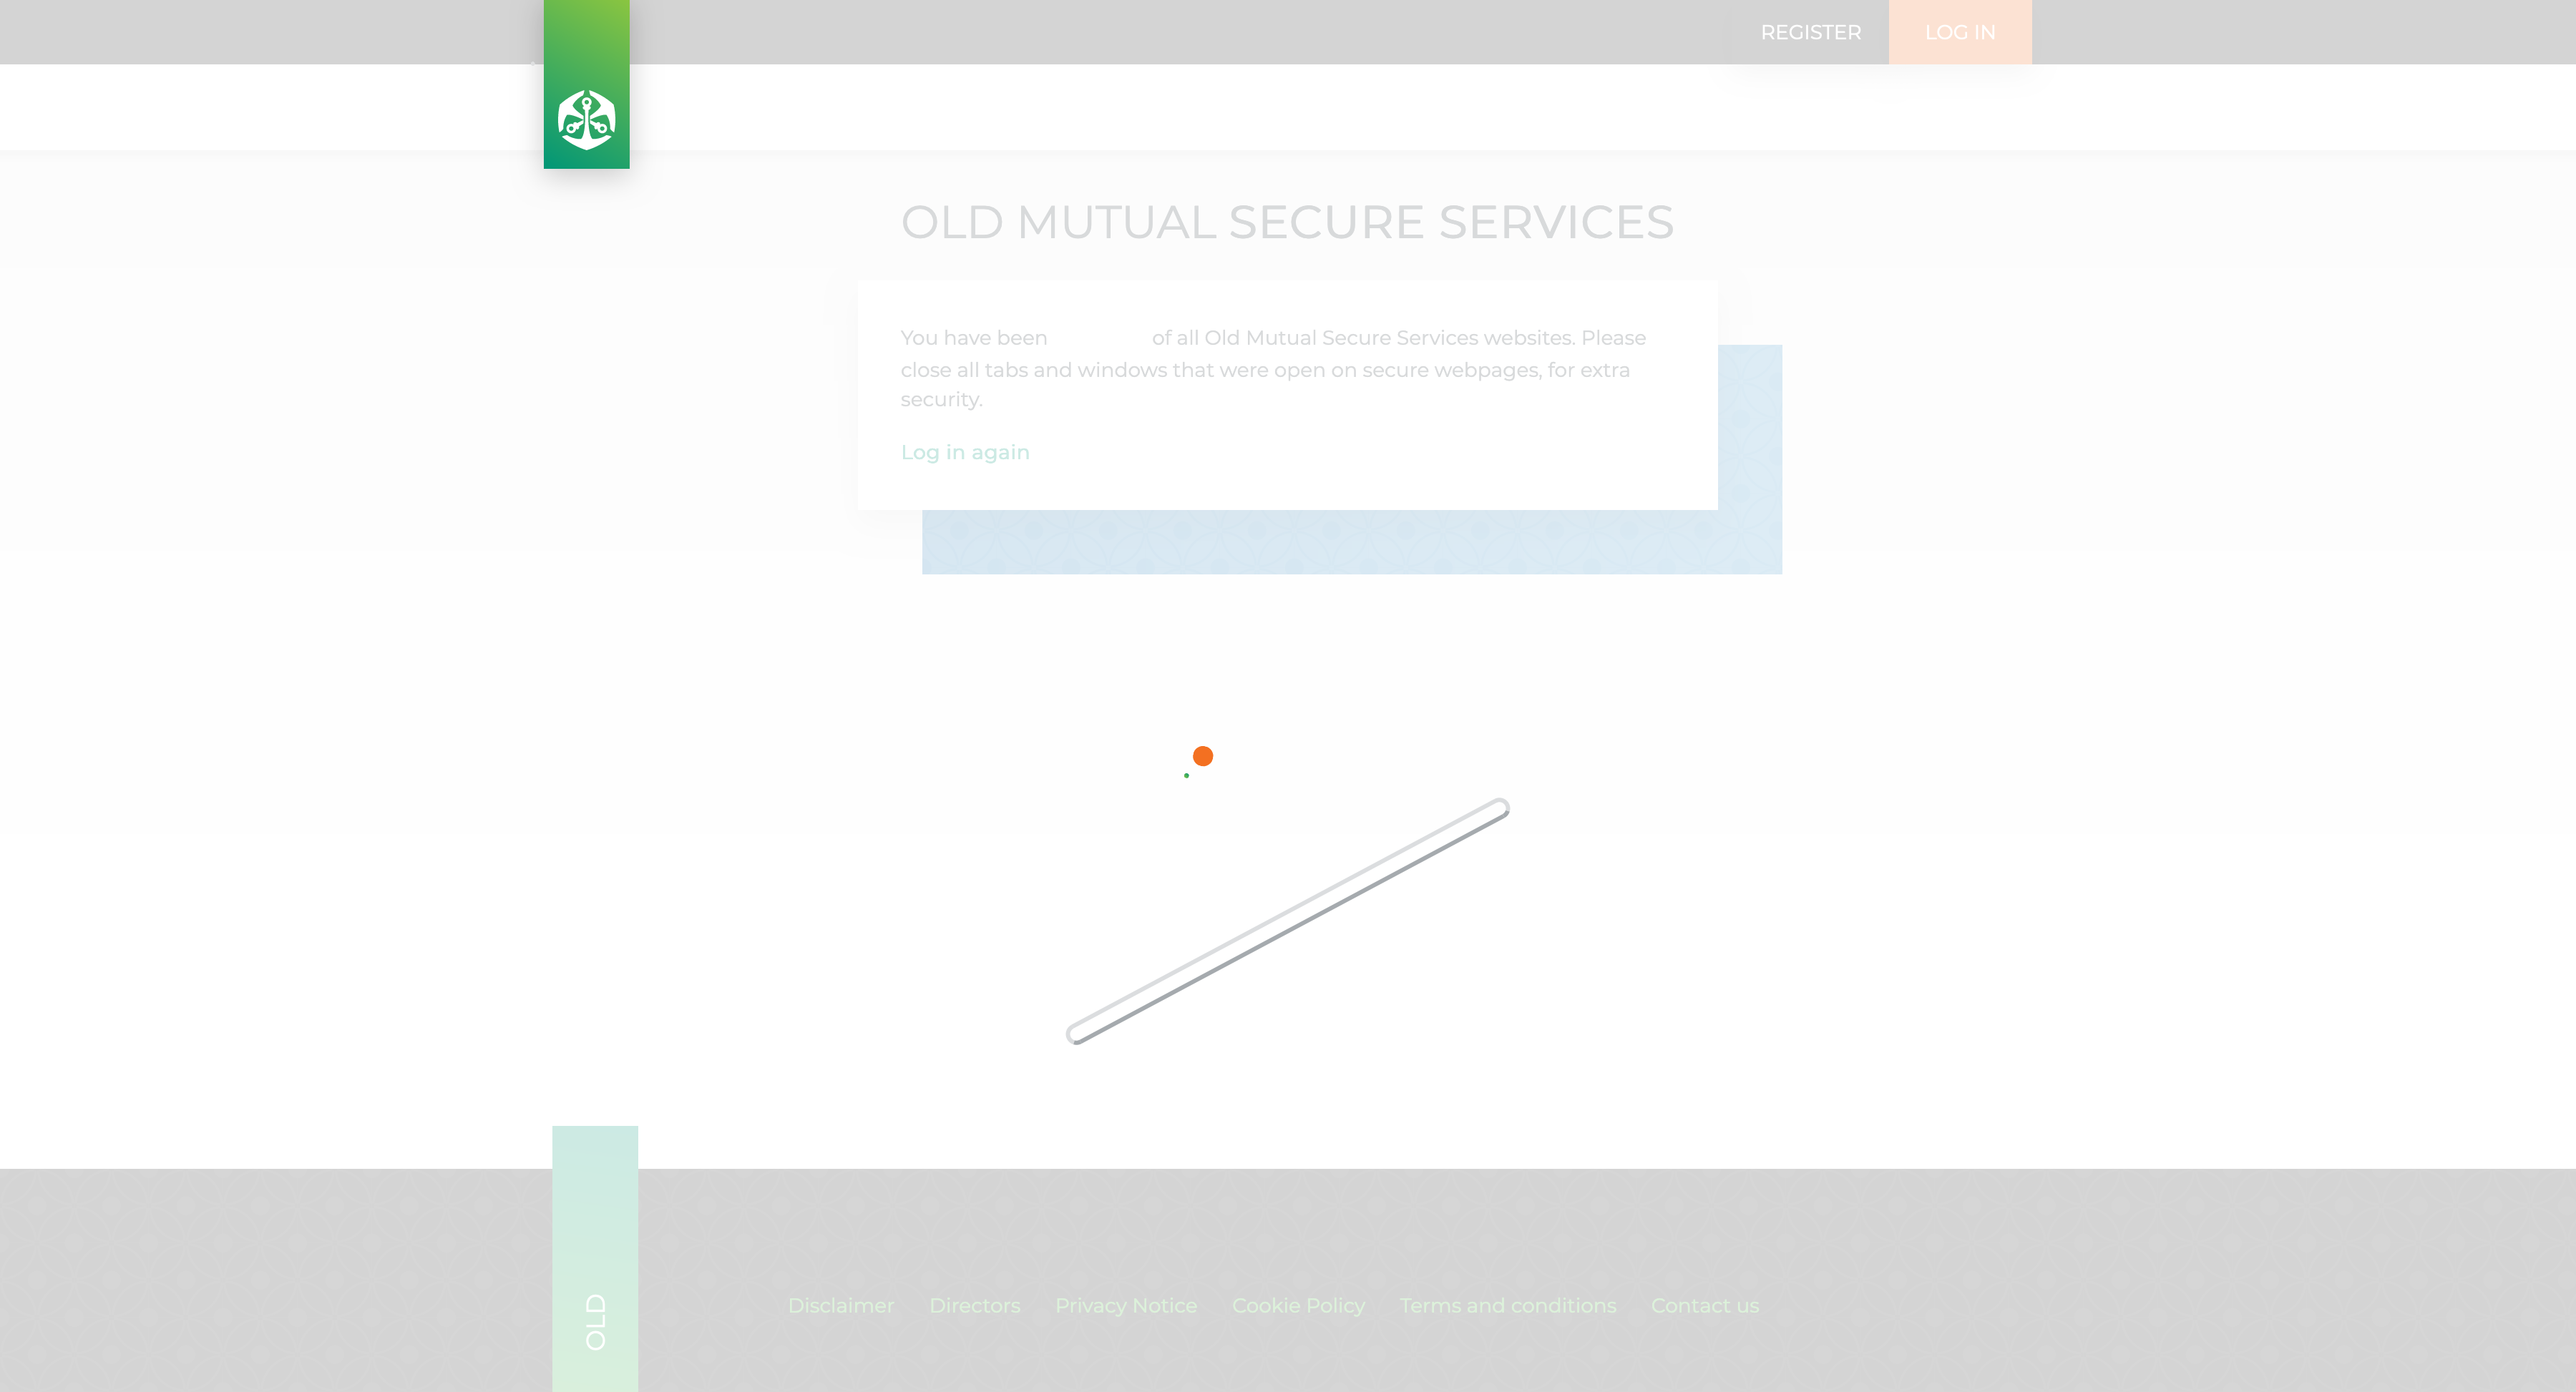 REGISTER
LOG IN
OLD MUTUAL SECURE SERVICES
You have been of all Old Mutual Secure Services websites. Please
close all tabs and windows that were open on secure webpages, for extra
security.
Log in again
OLD
Disclaimer
Directors
Privacy Notice
Cookie Policy
Terms and conditions
Contact us